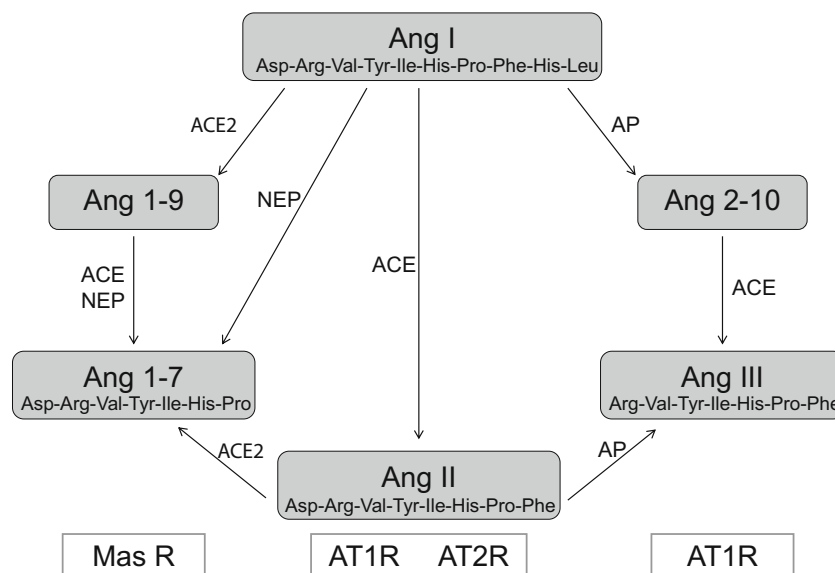 Ang I
Asp-Arg-Val-Tyr-Ile-His-Pro-Phe-His-Leu
ACE2
AP
NEP
Ang 1-9
Ang 2-10
ACE
ACE
NEP
ACE
Ang 1-7
Asp-Arg-Val-Tyr-Ile-His-Pro
Ang III
Arg-Val-Tyr-Ile-His-Pro-Phe
ACE2
AP
Ang II
Asp-Arg-Val-Tyr-Ile-His-Pro-Phe
Mas R
AT1R AT2R
AT1R